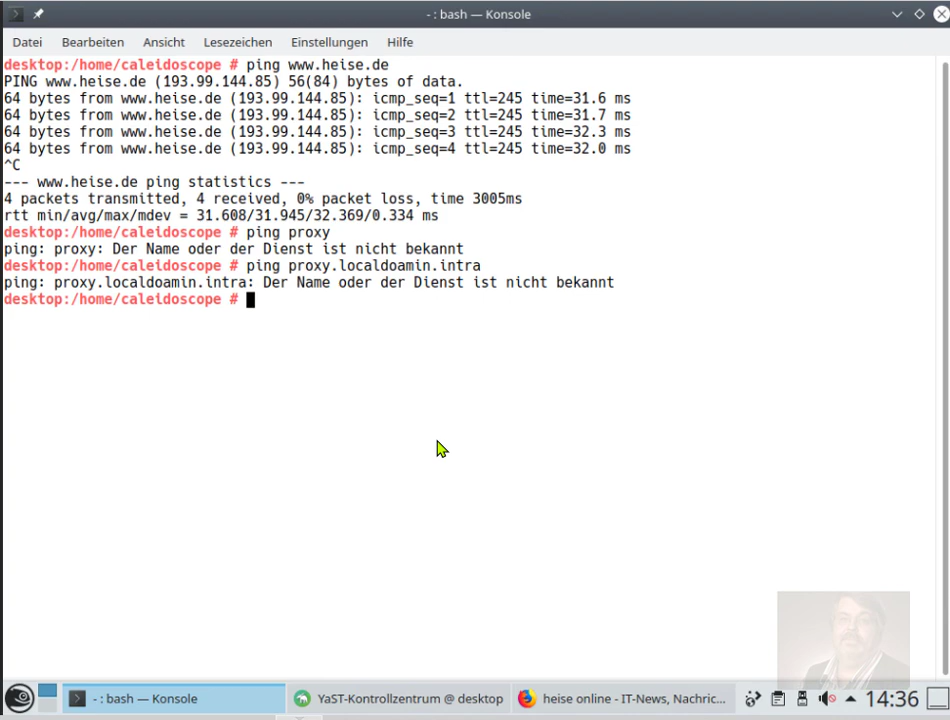 - : bash — Konsole
Datei Bearbeiten Ansicht Lesezeichen Einstellungen Hilfe
desktop:/home/caleidoscope # ping www.heise.de
PING www.heise.de (193.99.144.85) 56(84) bytes of data.
64 bytes from www.heise.de (193.99.144.85): icmp_seq=1 ttl=245 time=31.6 ms
64 bytes from www.heise.de (193.99.144.85): icmp_seq=2 ttl=245 time=31.7 ms
64 bytes from www.heise.de (193.99.144.85): icmp_seq=3 ttl=245 time=32.3 ms
64 bytes from www.heise.de (193.99.144.85): icmp_seq=4 ttl=245 time=32.0 ms
^C
--- www.heise.de ping statistics ---
4 packets transmitted, 4 received, 0% packet loss, time 3005ms
rtt min/avg/max/mdev = 31.608/31.945/32.369/0.334 ms
desktop:/home/caleidoscope # ping proxy
ping: proxy: Der Name oder der Dienst ist nicht bekannt
desktop:/home/caleidoscope # ping proxy.localdoamin.intra
ping: proxy.localdoamin.intra: Der Name oder der Dienst ist nicht bekannt
desktop:/home/caleidoscope #
- : bash — Konsole YaST-Kontrollzentrum @ desktop heise online - IT-News, Nachric... 14:36